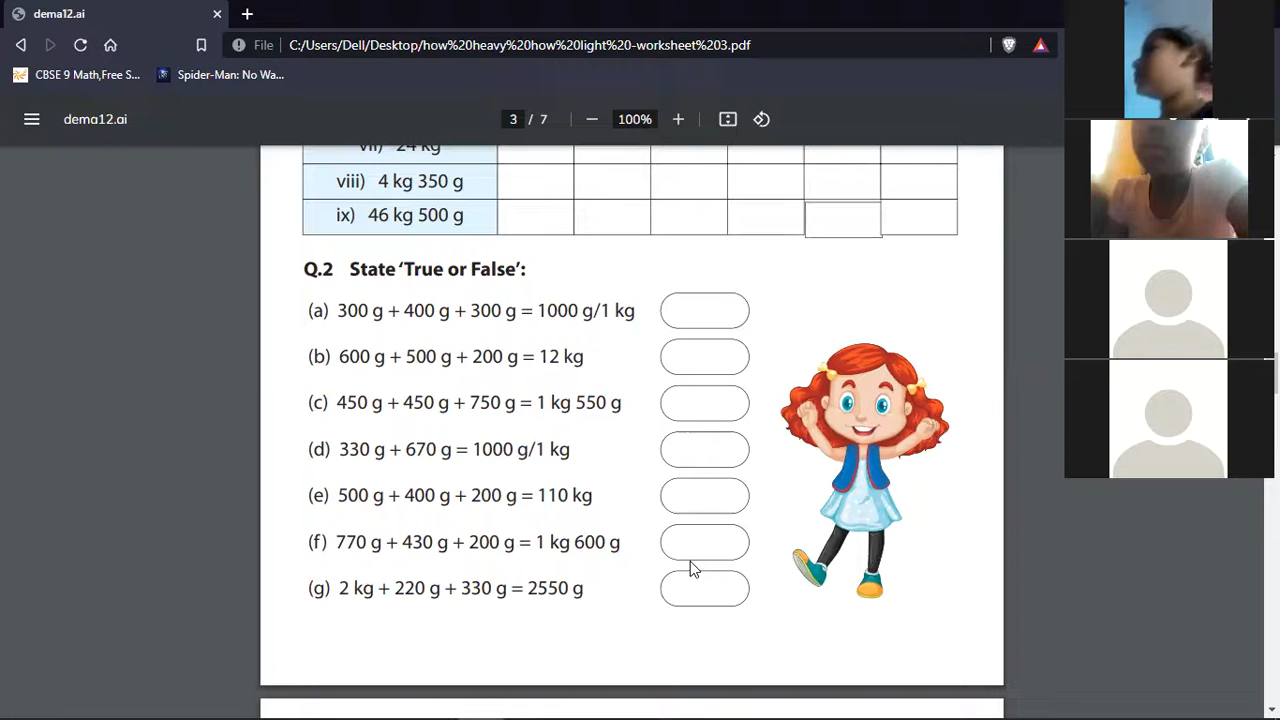 dema12.ai
File C:/Users/Dell/Desktop/how%20heavy%20how%20light%20-worksheet%203.pdf
CBSE 9 Math,Free S... Spider-Man: No Wa...
dema12.ai 3 / 7 100%
vii) 24 kg
viii) 4 kg 350 g
ix) 46 kg 500 g
Q.2 State ‘True or False’:
(a) 300 g + 400 g + 300 g = 1000 g/1 kg
(b) 600 g + 500 g + 200 g = 12 kg
(c) 450 g + 450 g + 750 g = 1 kg 550 g
(d) 330 g + 670 g = 1000 g/1 kg
(e) 500 g + 400 g + 200 g = 110 kg
(f) 770 g + 430 g + 200 g = 1 kg 600 g
(g) 2 kg + 220 g + 330 g = 2550 g